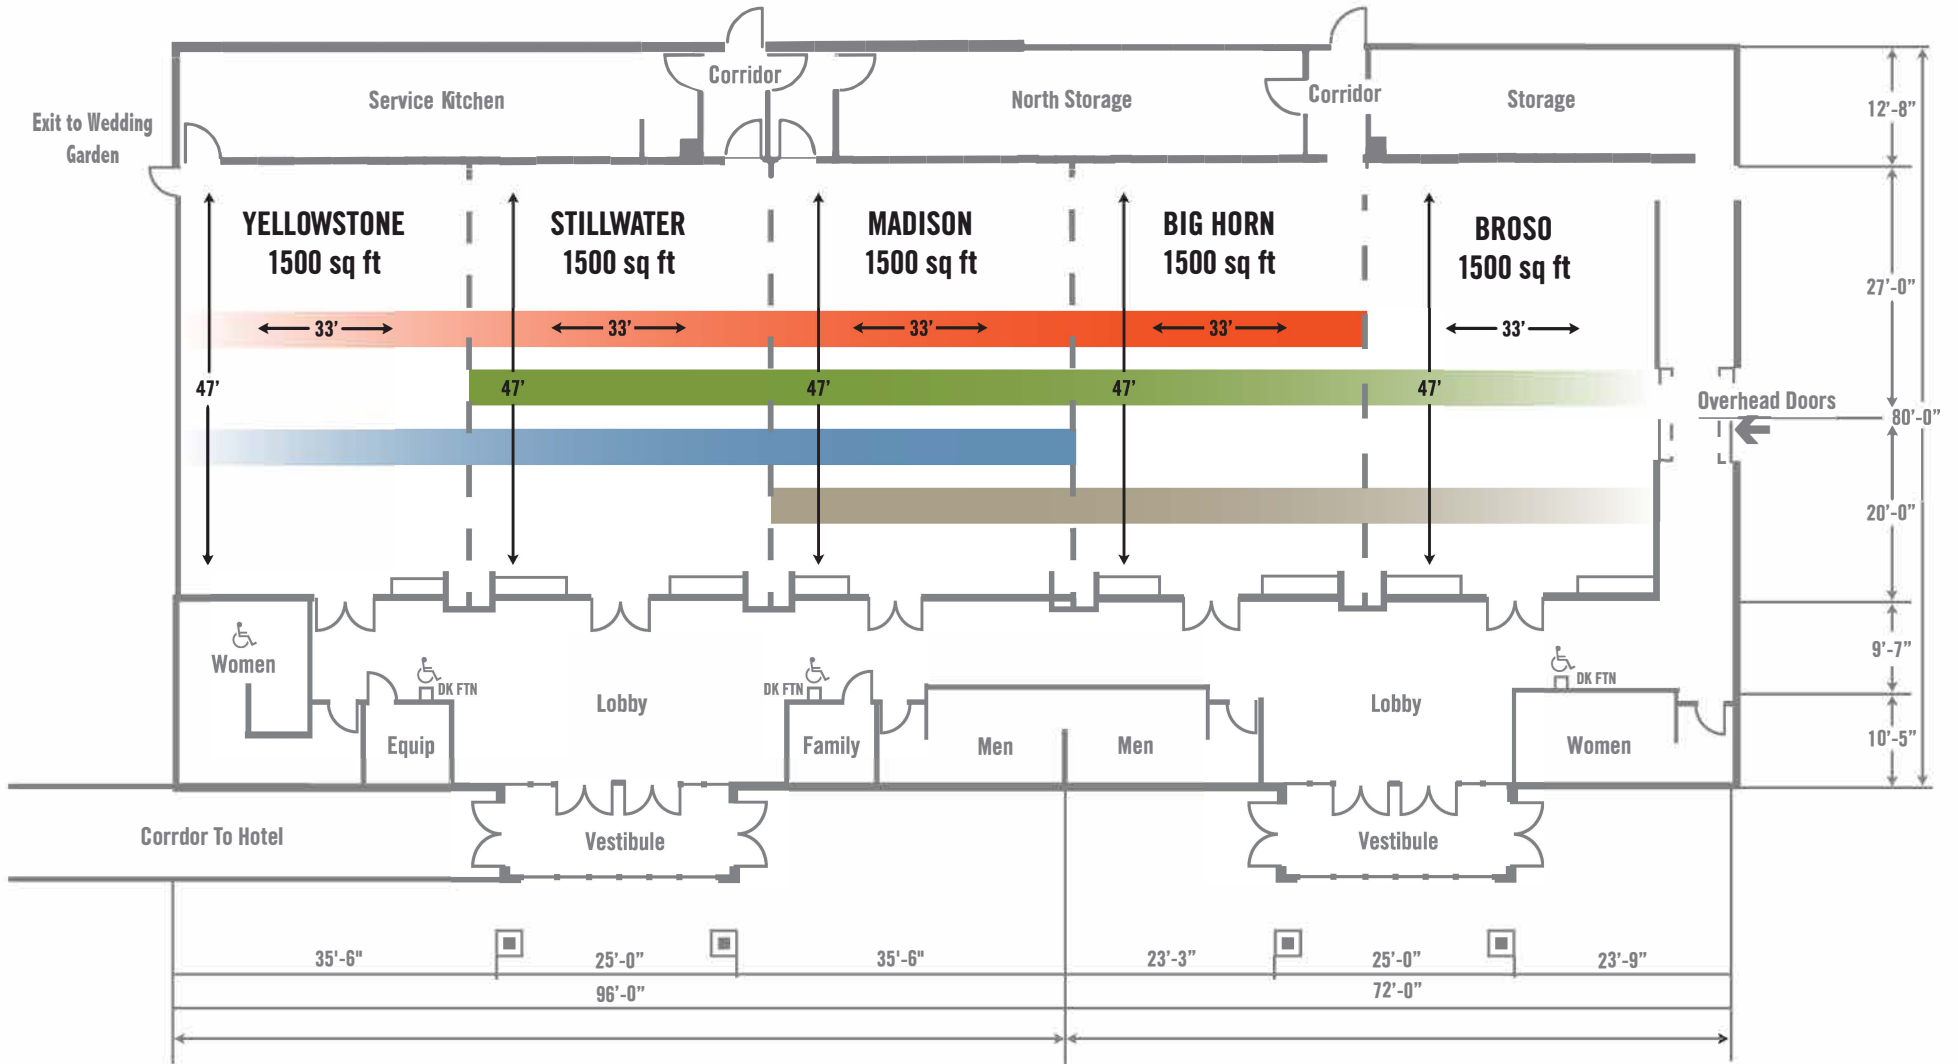 Corridor
Service Kitchen
North Storage
Corridor
Storage
12'-8"
Exit to Wedding
Garden
YELLOWSTONE
1500 sq ft
STILLWATER
1500 sq ft
MADISON
1500 sq ft
BIG HORN
1500 sq ft
BROSO
1500 sq ft
27'-0"
33'
33'
33'
33'
33'
47'
47'
47'
47'
47'
Overhead Doors
80'-0"
20'-0"
Women
DK FTN
Lobby
DK FTN
Lobby
DK FTN
9'-7"
Equip
Family
Men
Men
Women
10'-5"
Corrdor To Hotel
Vestibule
Vestibule
35'-6"
25'-0"
35'-6"
23'-3"
25'-0"
23'-9"
96'-0"
72'-0"